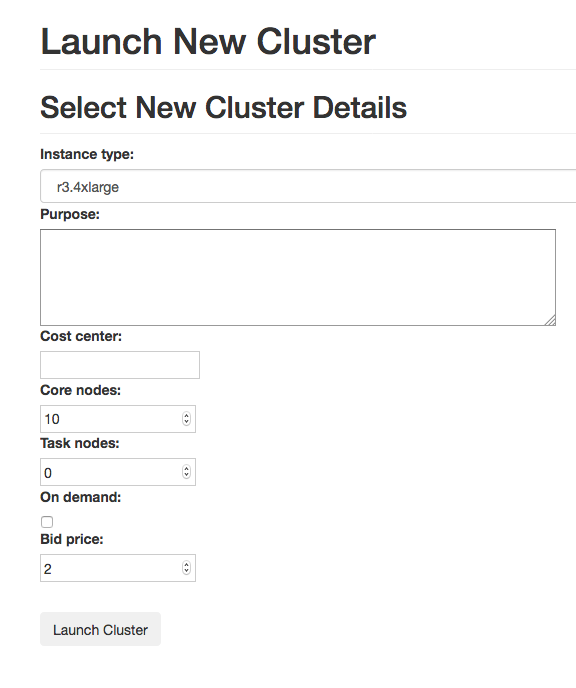 Launch New Cluster
Select New Cluster Details
Instance type:
r3.4xlarge
Purpose:
Cost center:
Core nodes:
10
Task nodes:
0
On demand:
Bid price:
2
Launch Cluster